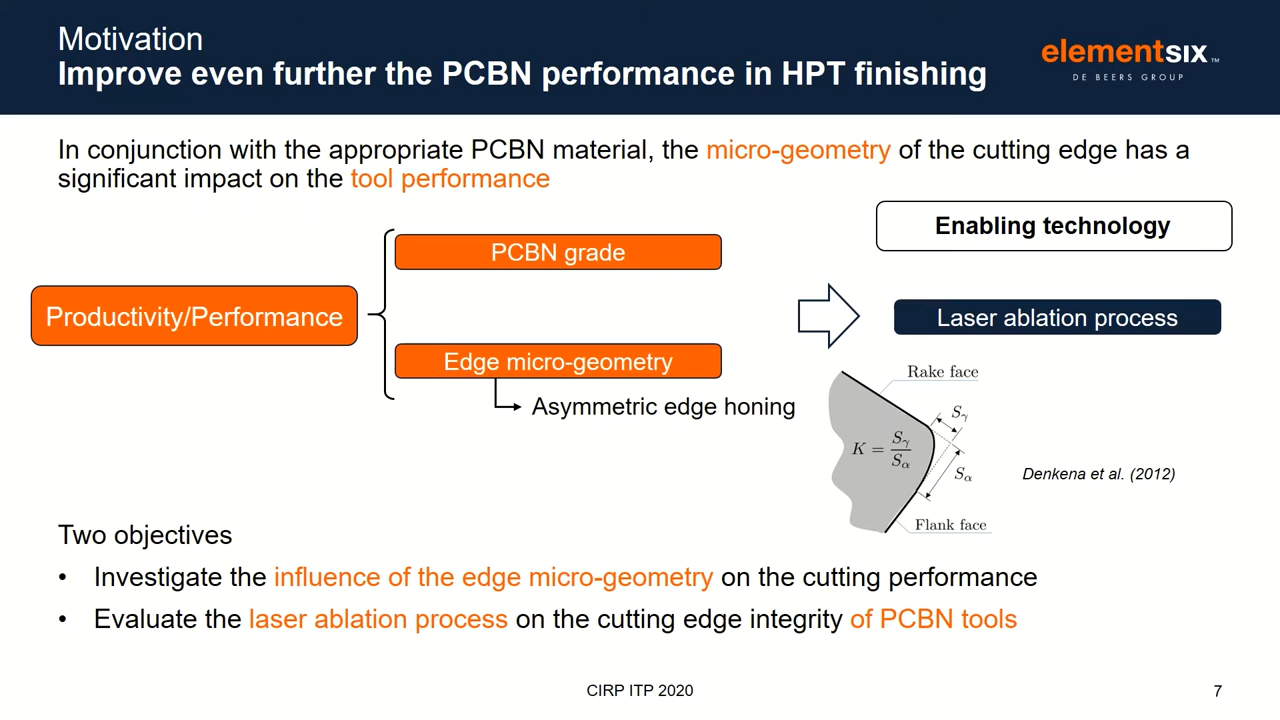 Motivation
Improve even further the PCBN performance in HPT finishing
elementsix™
DE BEERS GROUP
In conjunction with the appropriate PCBN material, the micro-geometry of the cutting edge has a
significant impact on the tool performance
Enabling technology
PCBN grade
Productivity/Performance
Laser ablation process
Edge micro-geometry
Asymmetric edge honing
Rake face
Sγ
K = Sγ / Sα
Sα
Denkena et al. (2012)
Flank face
Two objectives
• Investigate the influence of the edge micro-geometry on the cutting performance
• Evaluate the laser ablation process on the cutting edge integrity of PCBN tools
CIRP ITP 2020
7